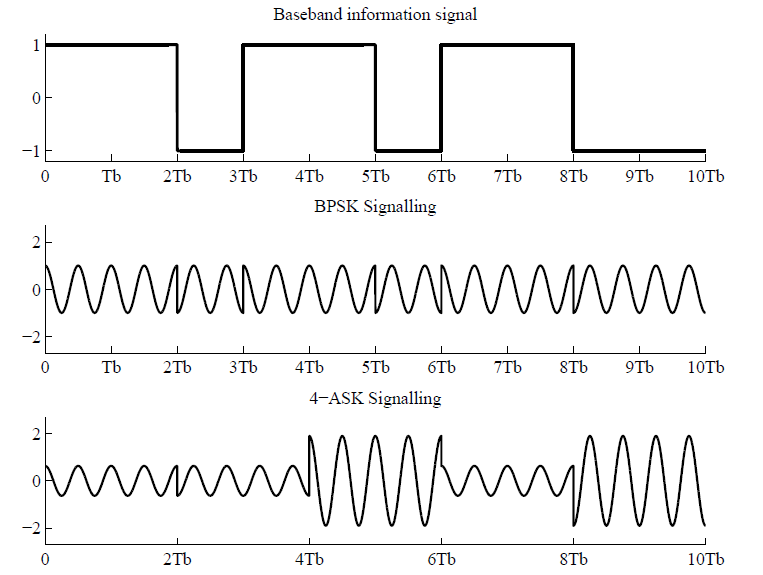 Baseband information signal
1
0
−1
0 Tb 2Tb 3Tb 4Tb 5Tb 6Tb 7Tb 8Tb 9Tb 10Tb
BPSK Signalling
2
0
−2
0 Tb 2Tb 3Tb 4Tb 5Tb 6Tb 7Tb 8Tb 9Tb 10Tb
4−ASK Signalling
2
0
−2
0 2Tb 4Tb 6Tb 8Tb 10Tb